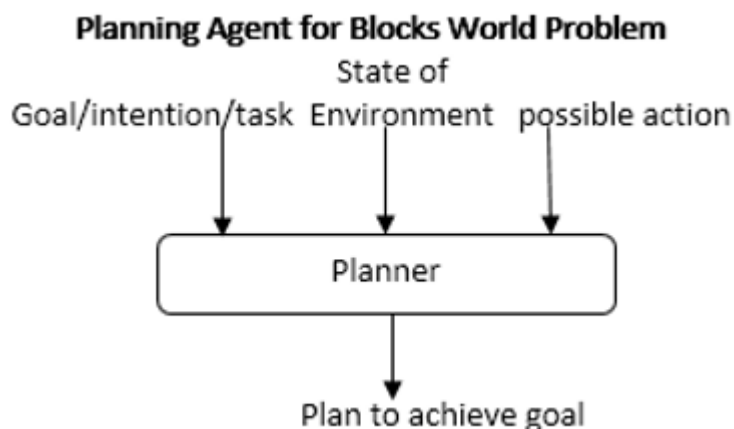 Planning Agent for Blocks World Problem
State of
Goal/intention/task Environment possible action
Planner
Plan to achieve goal